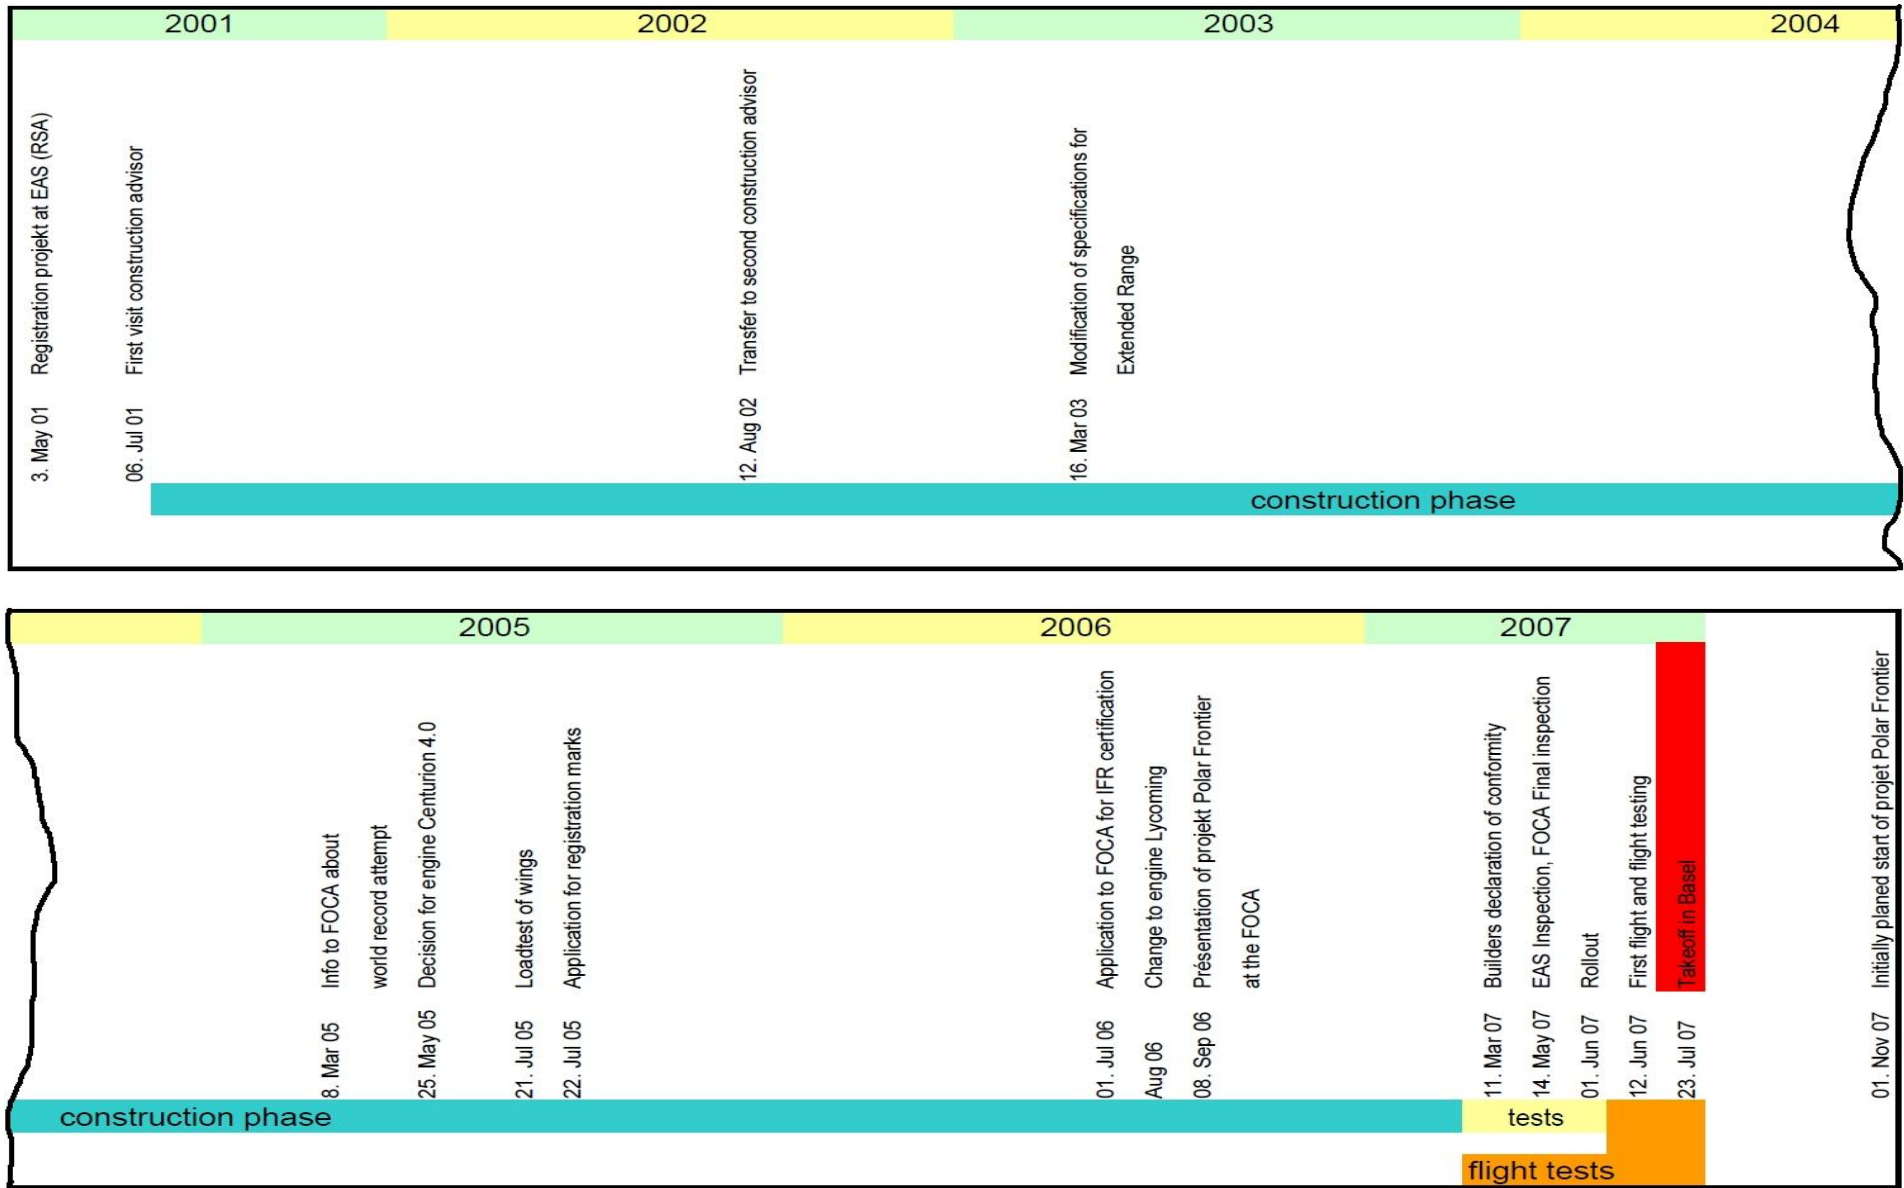 2001 2002 2003 2004
3. May 01 Registration projekt at EAS (RSA)
06. Jul 01 First visit construction advisor
12. Aug 02 Transfer to second construction advisor
16. Mar 03 Modification of specifications for
Extended Range
construction phase
2005 2006 2007
8. Mar 05 Info to FOCA about
world record attempt
25. May 05 Decision for engine Centurion 4.0
21. Jul 05 Loadtest of wings
22. Jul 05 Application for registration marks
01. Jul 06 Application to FOCA for IFR certification
Aug 06 Change to engine Lycoming
08. Sep 06 Présentation of projekt Polar Frontier
at the FOCA
11. Mar 07 Builders declaration of conformity
14. May 07 EAS Inspection, FOCA Final inspection
01. Jun 07 Rollout
12. Jun 07 First flight and flight testing
23. Jul 07 Takeoff in Basel
01. Nov 07 Initially planned start of projet Polar Frontier
construction phase
tests
flight tests